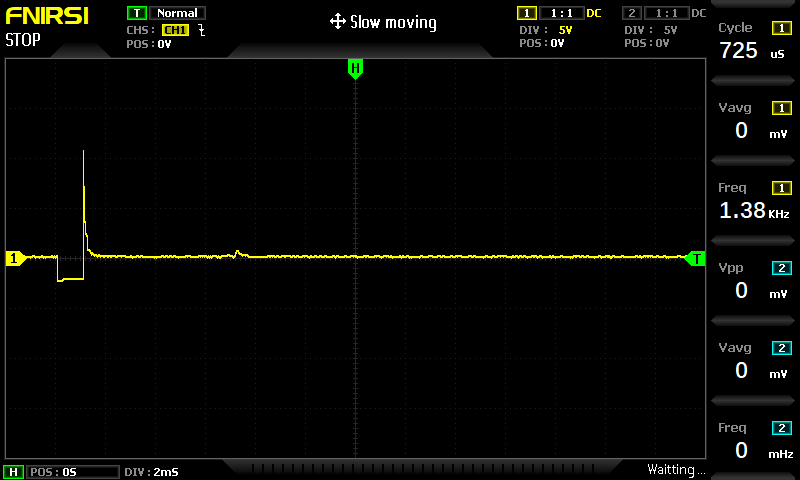 FNIRSI
STOP
T Normal
CHS: CH1
POS: 0V
Slow moving
1 1:1 DC
DIV: 5V
POS: 0V
2 1:1 DC
DIV: 5V
POS: 0V
H
1
T
Cycle 1
725 uS
Vavg 1
0 mV
Freq 1
1.38 KHz
Vpp 2
0 mV
Vavg 2
0 mV
Freq 2
0 mHz
H POS: 0S DIV: 2mS
Waitting...